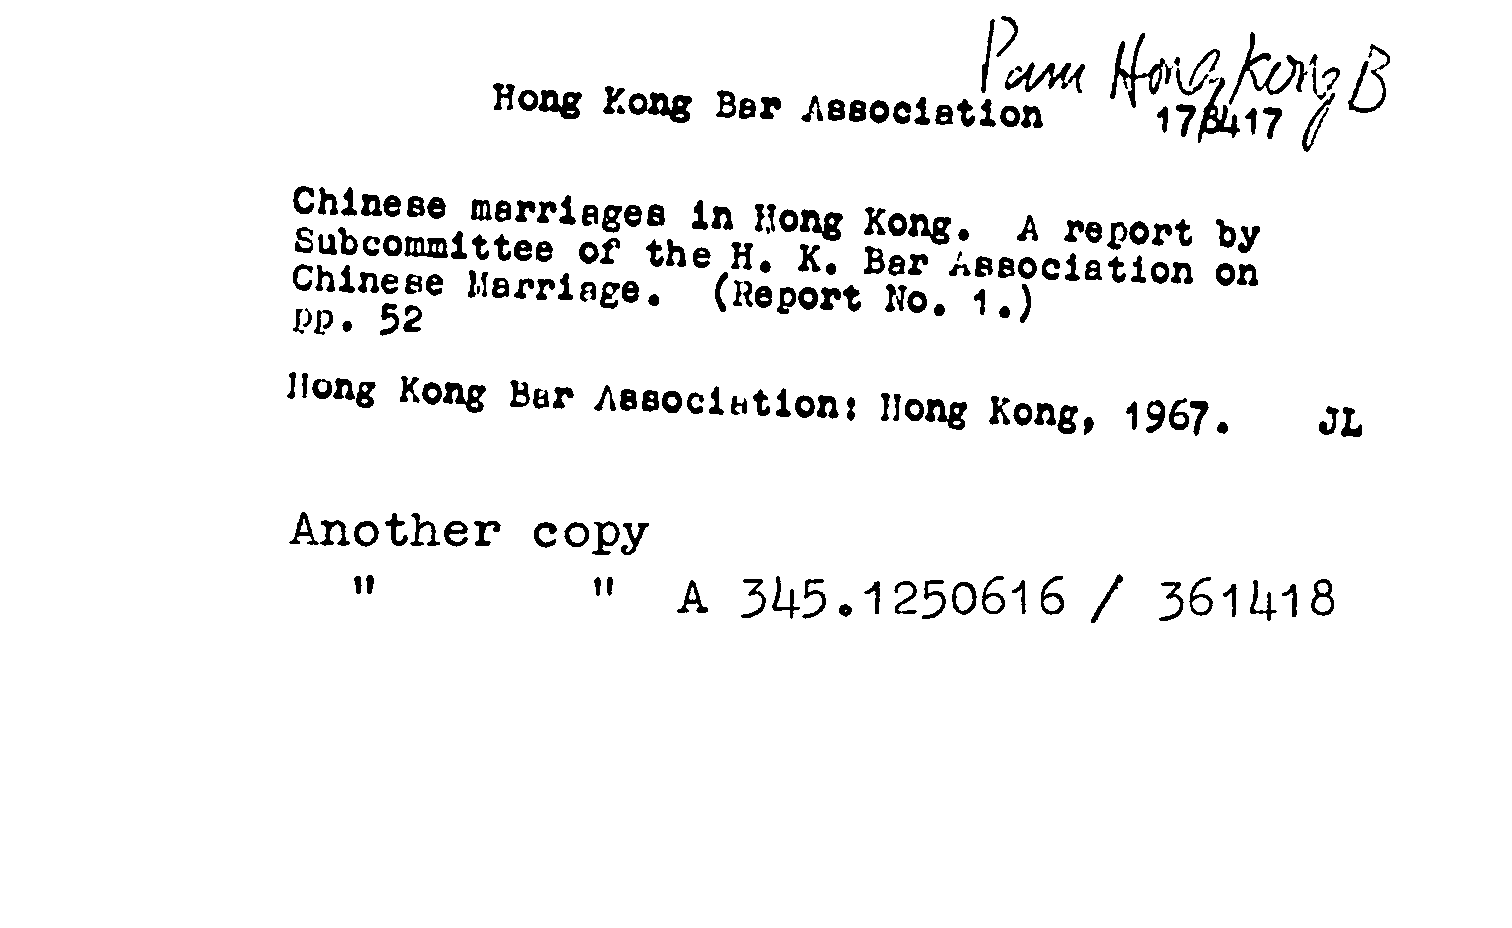 Pam Hong Kong B
Hong Kong Bar Association 173417
Chinese marriages in Hong Kong. A report by
Subcommittee of the H. K. Bar Association on
Chinese Marriage. (Report No. 1.)
pp. 52
Hong Kong Bar Association: Hong Kong, 1967. JL
Another copy
" " A 345.1250616 / 361418